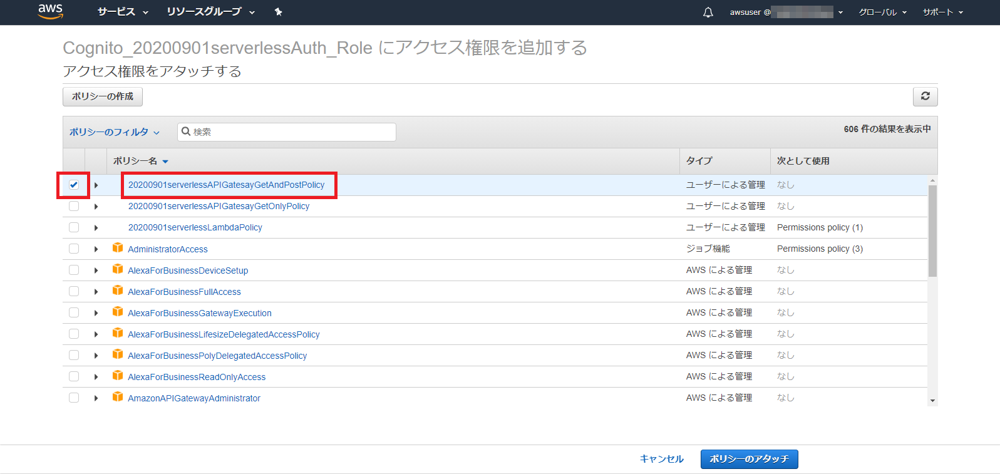 aws サービス リソースグループ awsuser @ グローバル サポート
Cognito_20200901serverlessAuth_Role にアクセス権限を追加する
アクセス権限をアタッチする
ポリシーの作成
ポリシーのフィルタ 検索 606 件の結果を表示中
ポリシー名 タイプ 次として使用
20200901serverlessAPIGatesayGetAndPostPolicy ユーザーによる管理 なし
20200901serverlessAPIGatesayGetOnlyPolicy ユーザーによる管理 なし
20200901serverlessLambdaPolicy ユーザーによる管理 Permissions policy (1)
AdministratorAccess ジョブ機能 Permissions policy (3)
AlexaForBusinessDeviceSetup AWS による管理 なし
AlexaForBusinessFullAccess AWS による管理 なし
AlexaForBusinessGatewayExecution AWS による管理 なし
AlexaForBusinessLifesizeDelegatedAccessPolicy AWS による管理 なし
AlexaForBusinessPolyDelegatedAccessPolicy AWS による管理 なし
AlexaForBusinessReadOnlyAccess AWS による管理 なし
AmazonAPIGatewayAdministrator AWS による管理 なし
キャンセル ポリシーのアタッチ